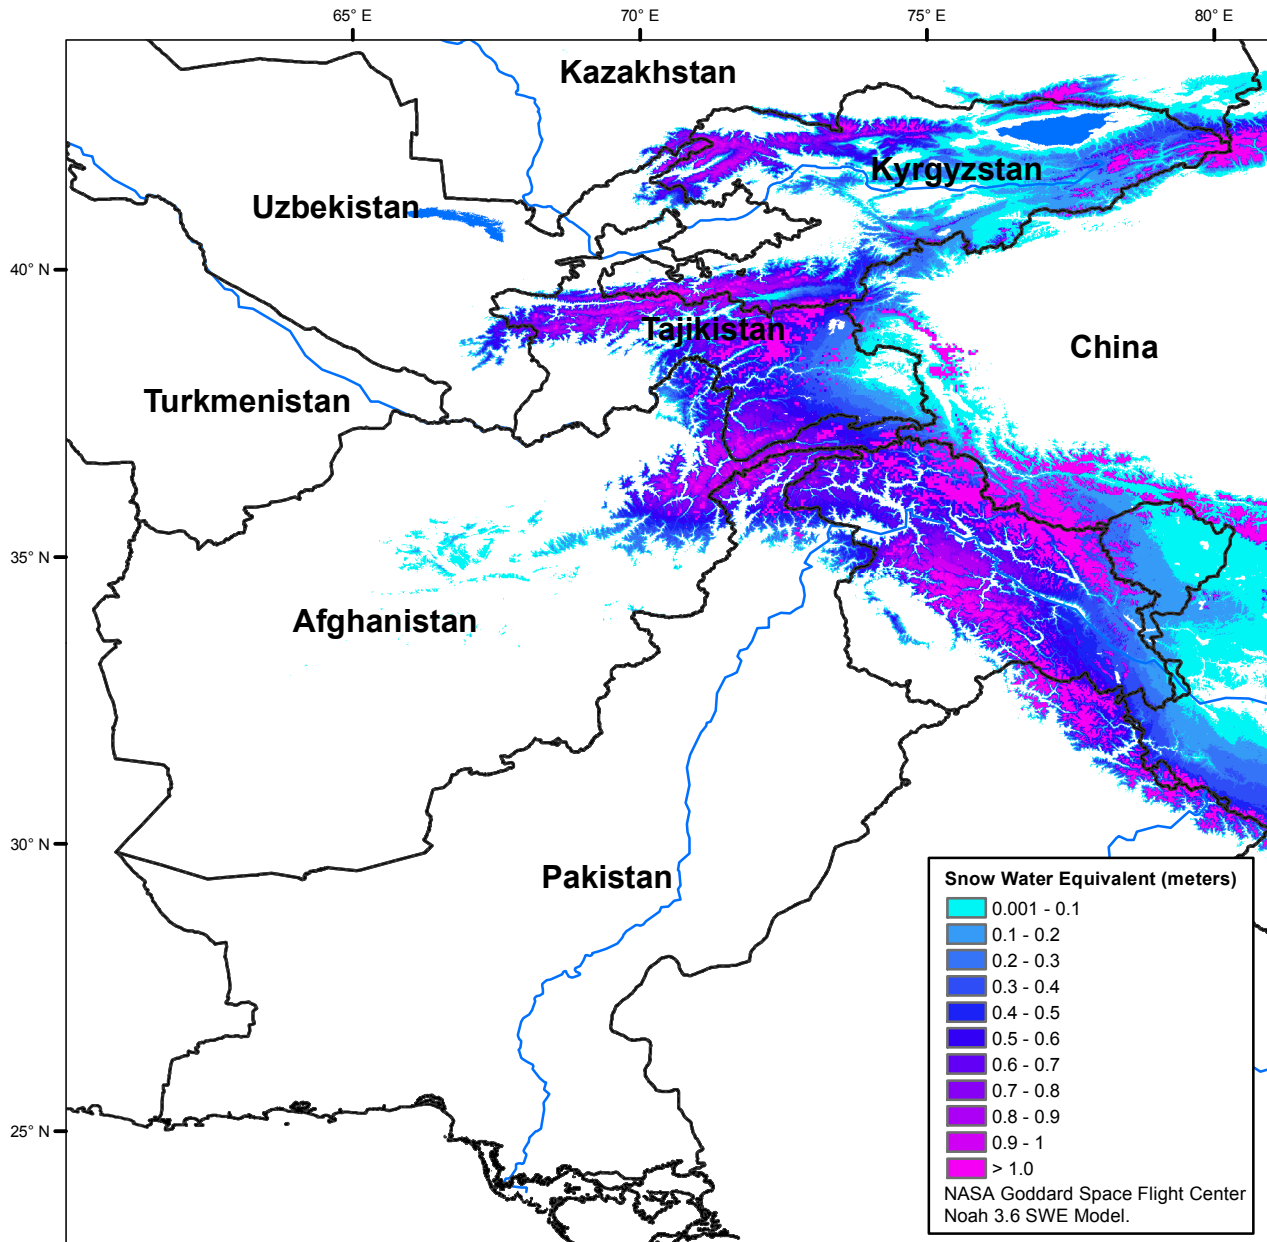 65° E
70° E
75° E
80° E
Kazakhstan
Kyrgyzstan
Uzbekistan
40° N
Tajikistan
China
Turkmenistan
35° N
Afghanistan
30° N
Pakistan
25° N
Snow Water Equivalent (meters)
0.001 - 0.1
0.1 - 0.2
0.2 - 0.3
0.3 - 0.4
0.4 - 0.5
0.5 - 0.6
0.6 - 0.7
0.7 - 0.8
0.8 - 0.9
0.9 - 1
> 1.0
NASA Goddard Space Flight Center
Noah 3.6 SWE Model.